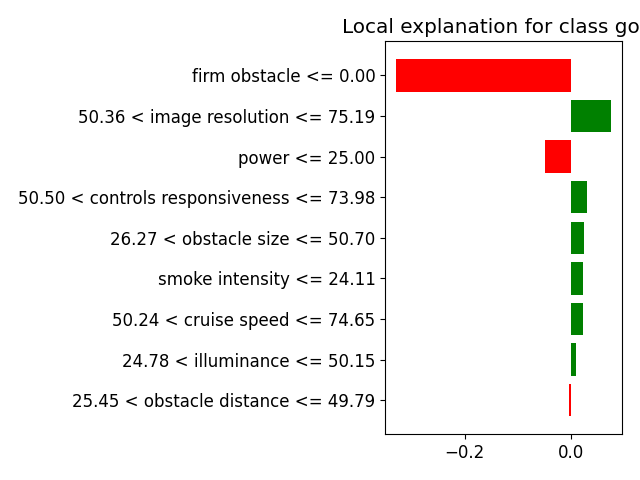 Local explanation for class go
firm obstacle <= 0.00
50.36 < image resolution <= 75.19
power <= 25.00
50.50 < controls responsiveness <= 73.98
26.27 < obstacle size <= 50.70
smoke intensity <= 24.11
50.24 < cruise speed <= 74.65
24.78 < illuminance <= 50.15
25.45 < obstacle distance <= 49.79
−0.2 0.0